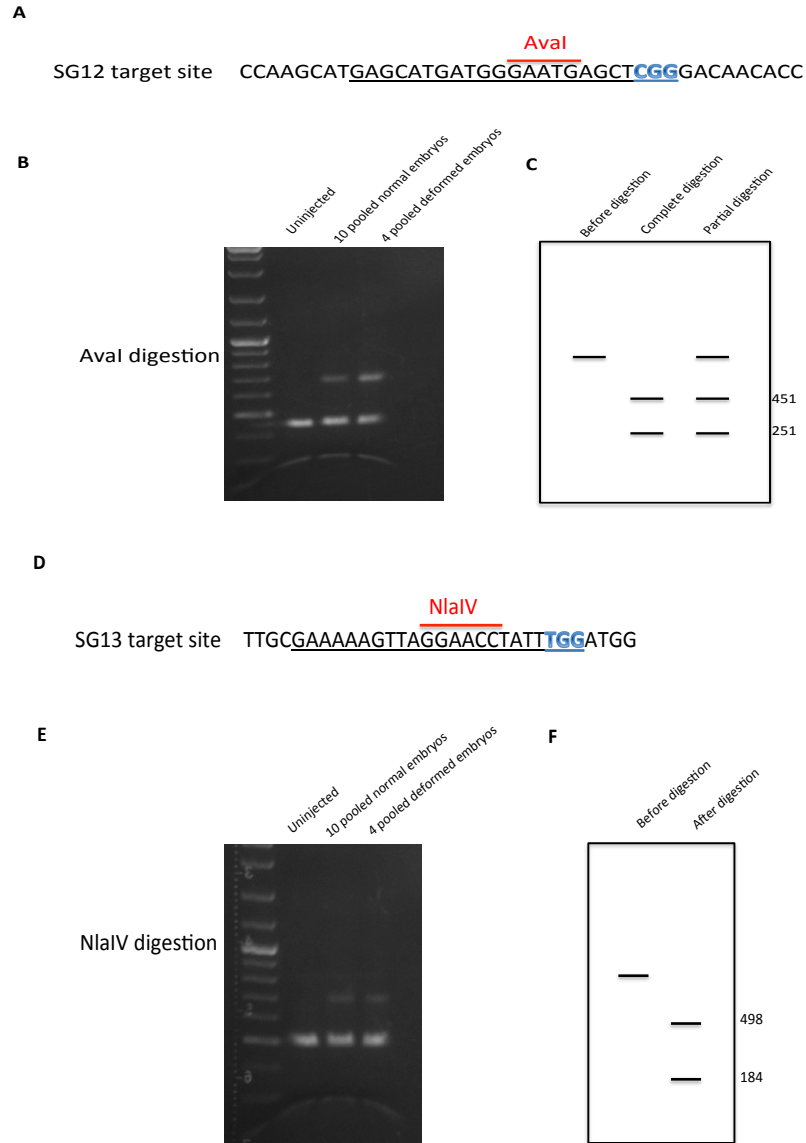 A
AvaI
SG12 target site CCAAGCATGAGCATGATGGGAATGAGCTCGGGACAACACC
B
Uninjected
10 pooled normal embryos
4 pooled deformed embryos
AvaI digestion
C
Before digestion
Complete digestion
Partial digestion
451
251
D
NlaIV
SG13 target site TTGCGAAAAAGTTAGGAACCTATTTGGATGG
E
Uninjected
10 pooled normal embryos
4 pooled deformed embryos
NlaIV digestion
F
Before digestion
After digestion
498
184